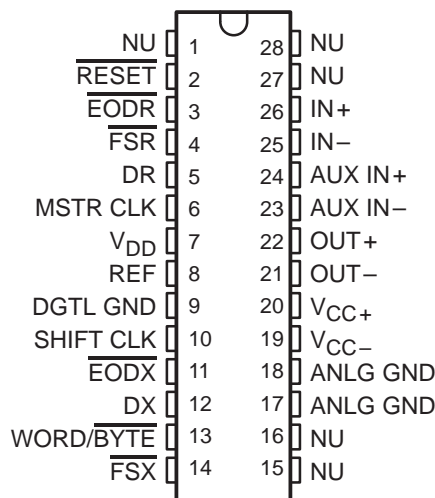 NU 1 28 NU
RESET 2 27 NU
EODR 3 26 IN+
FSR 4 25 IN−
DR 5 24 AUX IN+
MSTR CLK 6 23 AUX IN−
VDD 7 22 OUT+
REF 8 21 OUT−
DGTL GND 9 20 VCC+
SHIFT CLK 10 19 VCC−
EODX 11 18 ANLG GND
DX 12 17 ANLG GND
WORD/BYTE 13 16 NU
FSX 14 15 NU